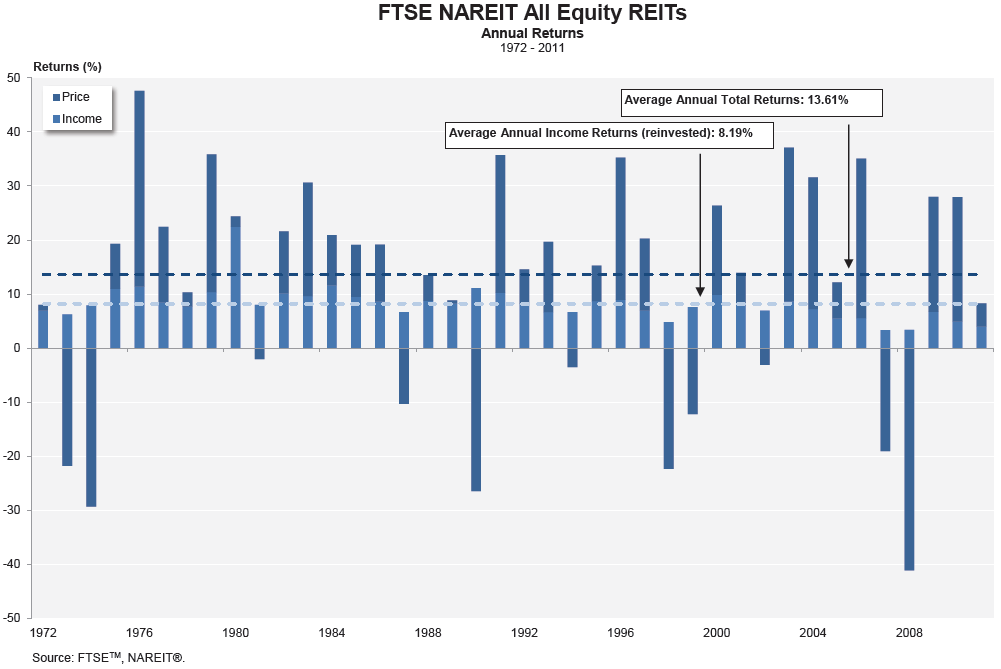 FTSE NAREIT All Equity REITs
Annual Returns
1972 - 2011
Returns (%)
50
Price
Income
Average Annual Total Returns: 13.61%
Average Annual Income Returns (reinvested): 8.19%
40
30
20
10
0
-10
-20
-30
-40
-50
1972 1976 1980 1984 1988 1992 1996 2000 2004 2008
Source: FTSE™, NAREIT®.